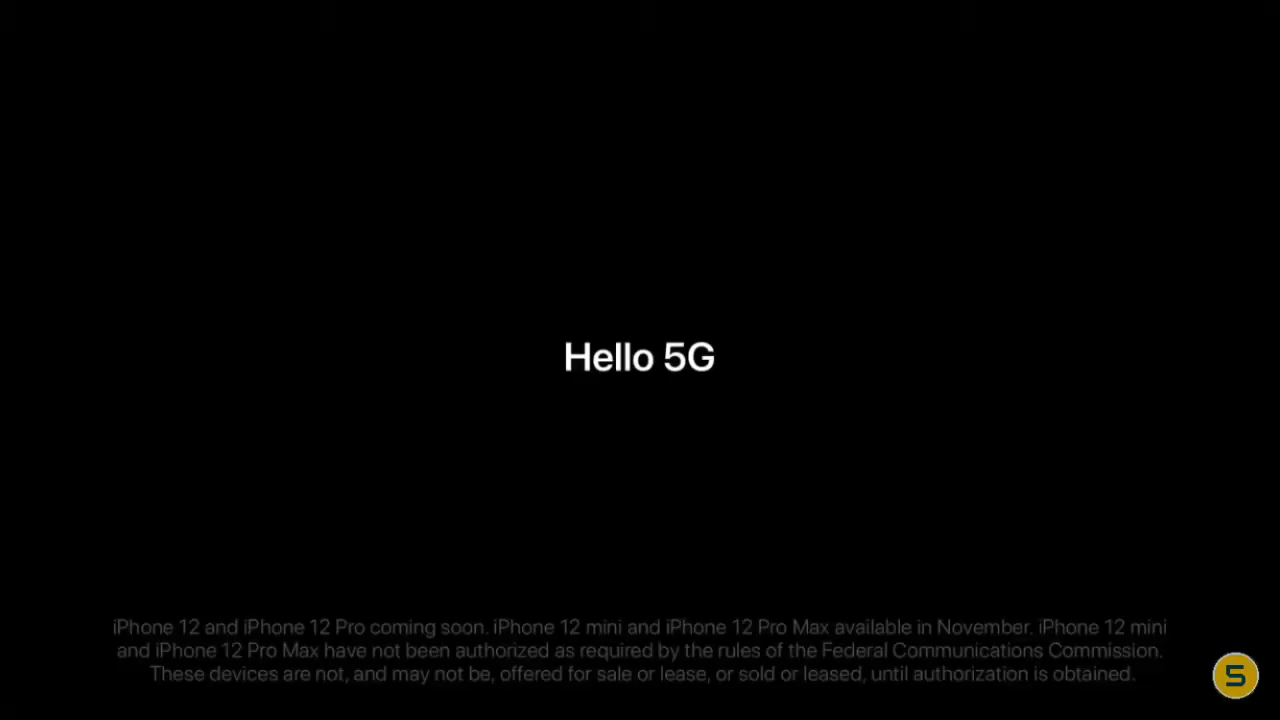 Hello 5G
iPhone 12 and iPhone 12 Pro coming soon. iPhone 12 mini and iPhone 12 Pro Max available in November. iPhone 12 mini
and iPhone 12 Pro Max have not been authorized as required by the rules of the Federal Communications Commission.
These devices are not, and may not be, offered for sale or lease, or sold or leased, until authorization is obtained.
S